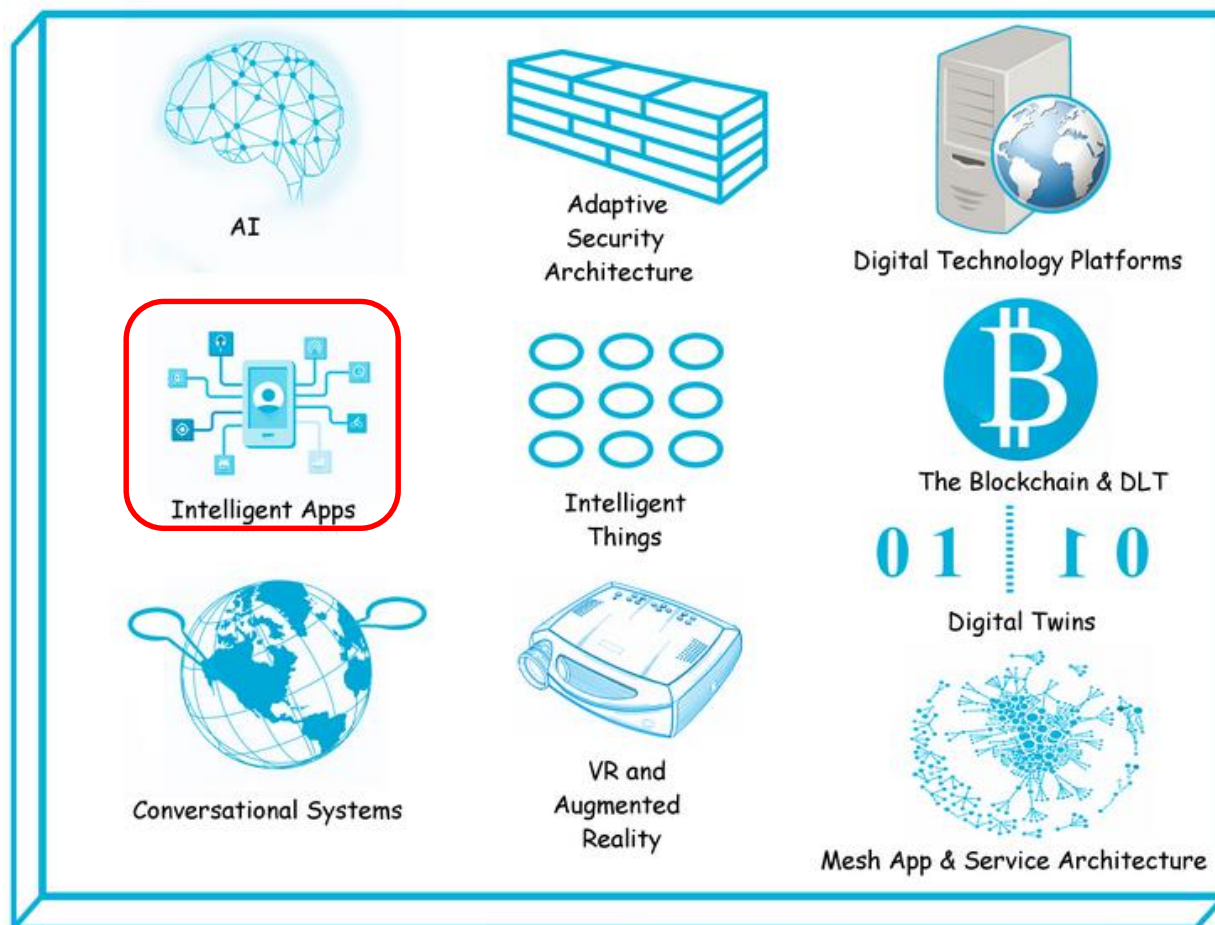 AI
Adaptive
Security
Architecture
Digital Technology Platforms
Intelligent Apps
Intelligent
Things
B
The Blockchain & DLT
01 10
Digital Twins
Conversational Systems
VR and
Augmented
Reality
Mesh App & Service Architecture